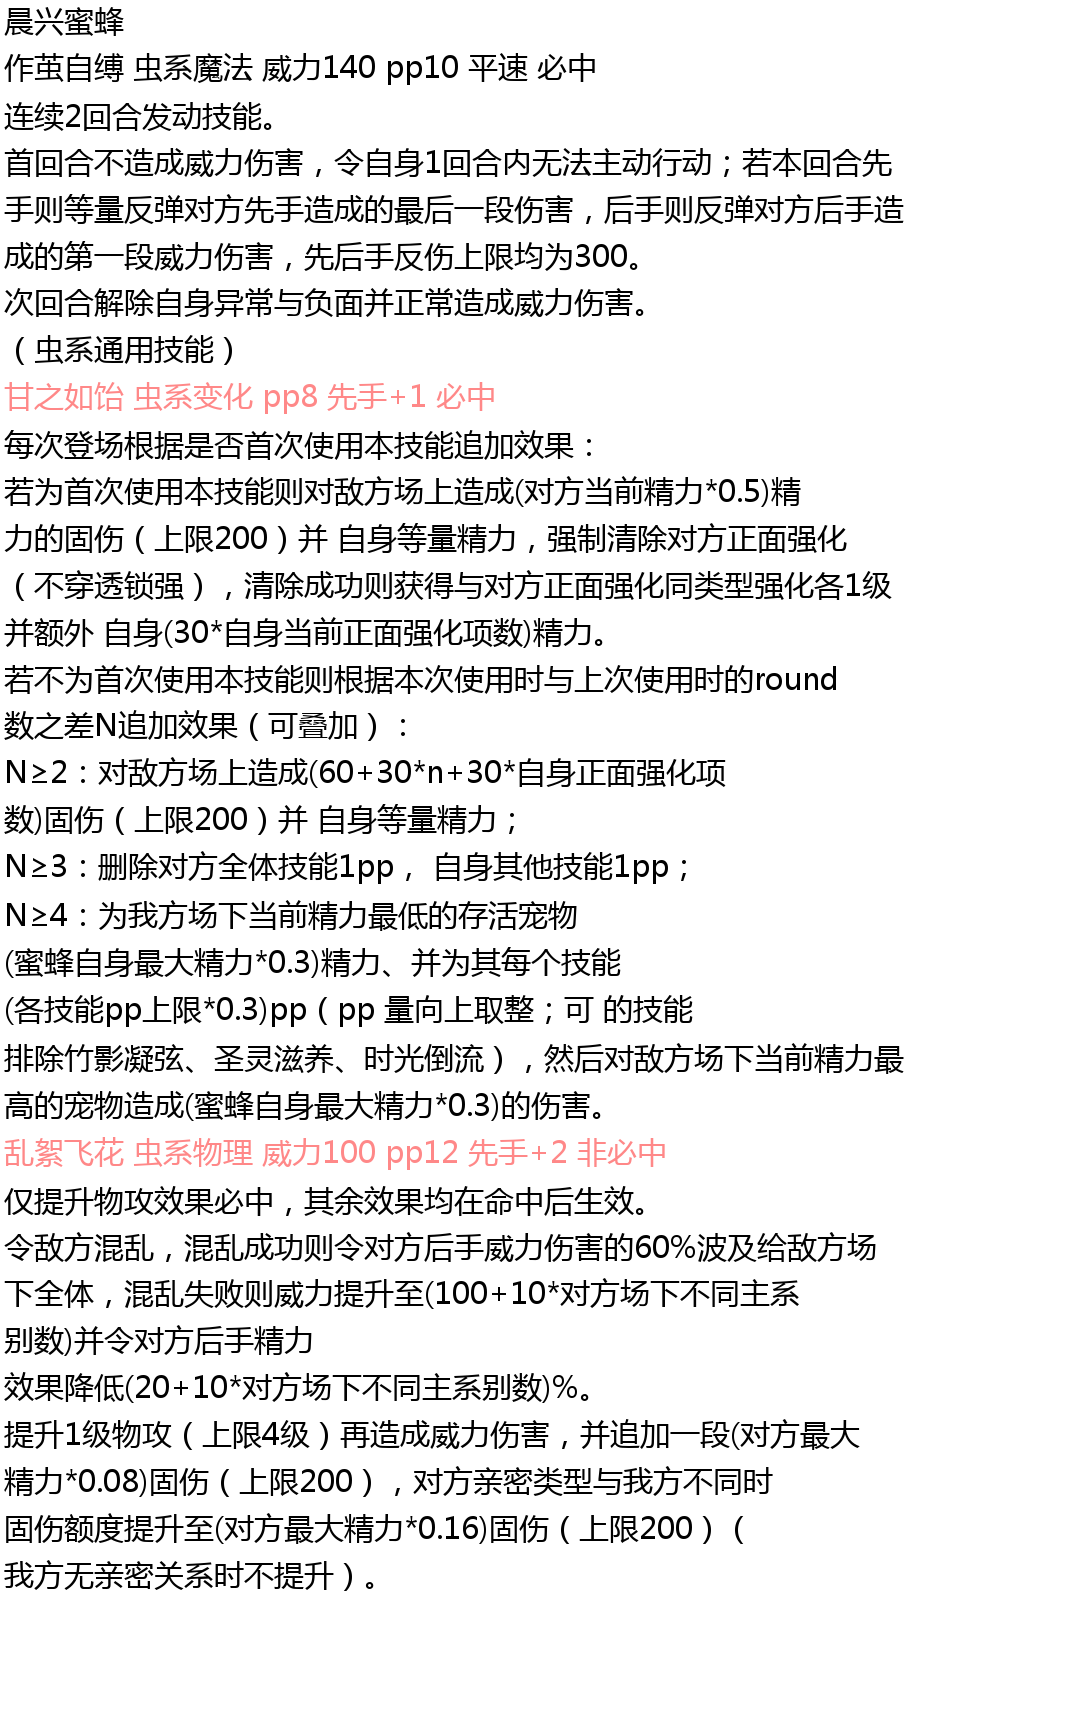 晨兴蜜蜂
作茧自缚 虫系魔法 威力140 pp10 平速 必中
连续2回合发动技能。
首回合不造成威力伤害，令自身1回合内无法主动行动；若本回合先
手则等量反弹对方先手造成的最后一段伤害，后手则反弹对方后手造
成的第一段威力伤害，先后手反伤上限均为300。
次回合解除自身异常与负面并正常造成威力伤害。
（虫系通用技能）
甘之如饴 虫系变化 pp8 先手+1 必中
每次登场根据是否首次使用本技能追加效果：
若为首次使用本技能则对敌方场上造成(对方当前精力*0.5)精
力的固伤（上限200）并 自身等量精力，强制清除对方正面强化
（不穿透锁强），清除成功则获得与对方正面强化同类型强化各1级
并额外 自身(30*自身当前正面强化项数)精力。
若不为首次使用本技能则根据本次使用时与上次使用时的round
数之差N追加效果（可叠加）：
N≥2：对敌方场上造成(60+30*n+30*自身正面强化项
数)固伤（上限200）并 自身等量精力；
N≥3：删除对方全体技能1pp， 自身其他技能1pp；
N≥4：为我方场下当前精力最低的存活宠物
(蜜蜂自身最大精力*0.3)精力、并为其每个技能
(各技能pp上限*0.3)pp（pp 量向上取整；可 的技能
排除竹影凝弦、圣灵滋养、时光倒流），然后对敌方场下当前精力最
高的宠物造成(蜜蜂自身最大精力*0.3)的伤害。
乱絮飞花 虫系物理 威力100 pp12 先手+2 非必中
仅提升物攻效果必中，其余效果均在命中后生效。
令敌方混乱，混乱成功则令对方后手威力伤害的60%波及给敌方场
下全体，混乱失败则威力提升至(100+10*对方场下不同主系
别数)并令对方后手精力
效果降低(20+10*对方场下不同主系别数)%。
提升1级物攻（上限4级）再造成威力伤害，并追加一段(对方最大
精力*0.08)固伤（上限200），对方亲密类型与我方不同时
固伤额度提升至(对方最大精力*0.16)固伤（上限200）（
我方无亲密关系时不提升）。